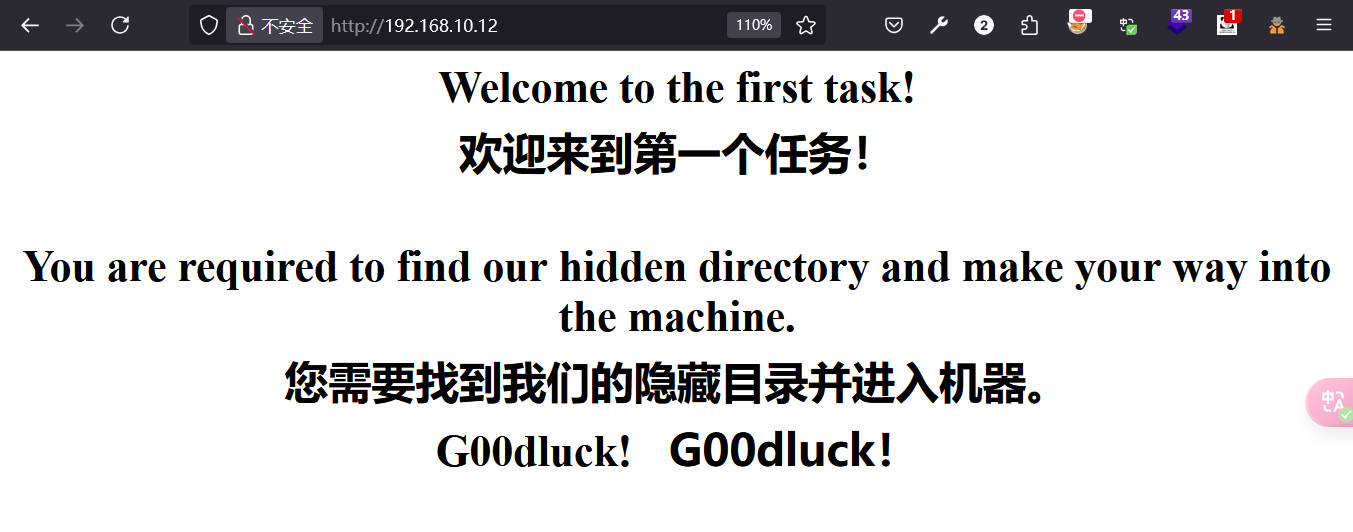 不安全 http://192.168.10.12 110% 2 43 1
Welcome to the first task!
欢迎来到第一个任务！
You are required to find our hidden directory and make your way into
the machine.
您需要找到我们的隐藏目录并进入机器。
G00dluck! G00dluck！
中A